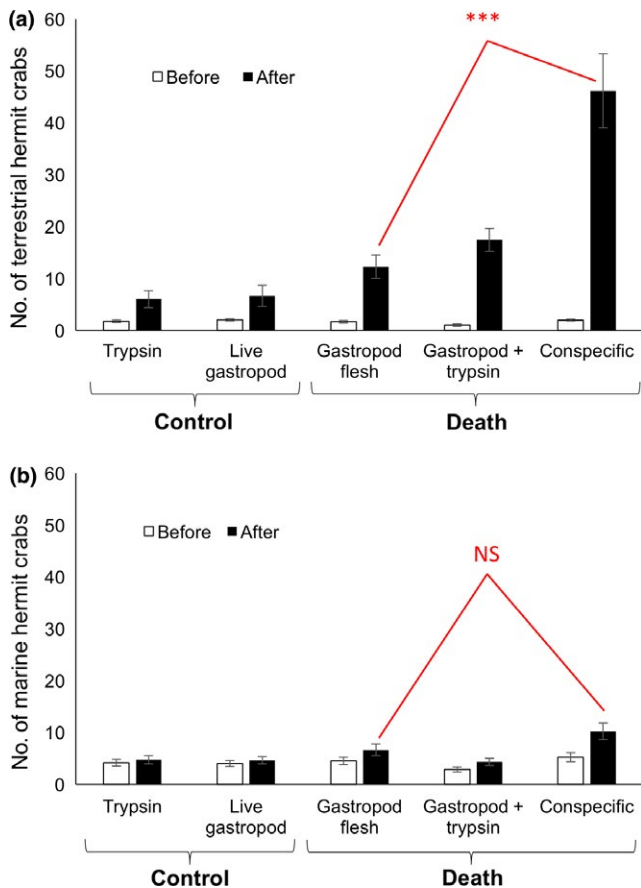 (a)
60
50
40
30
20
10
0
No. of terrestrial hermit crabs
Before After
***
Trypsin Live gastropod Gastropod flesh Gastropod + trypsin Conspecific
Control Death
(b)
60
50
40
30
20
10
0
No. of marine hermit crabs
Before After
NS
Trypsin Live gastropod Gastropod flesh Gastropod + trypsin Conspecific
Control Death